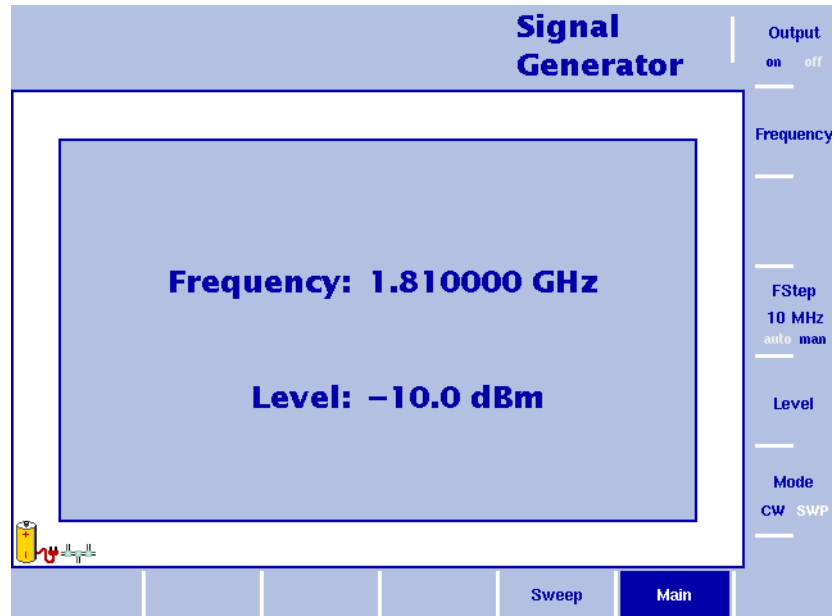 Signal
Generator
Output
on off
Frequency
Frequency: 1.810000 GHz
FStep
10 MHz
auto man
Level: −10.0 dBm
Level
Mode
CW SWP
+
Sweep Main